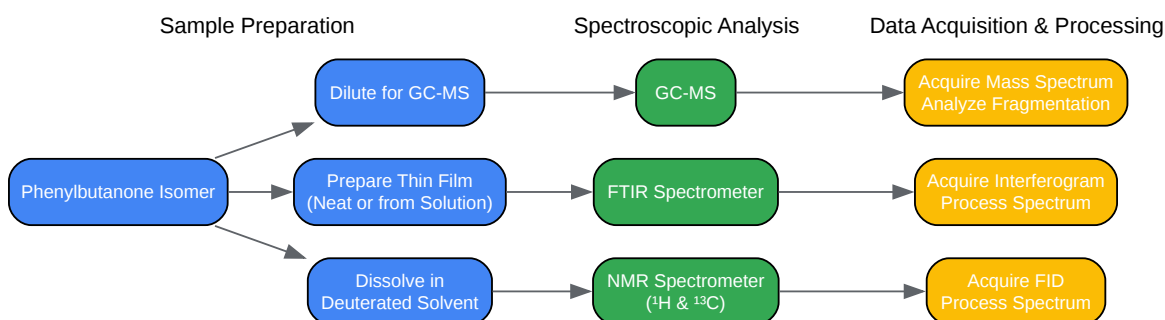 Sample Preparation
Spectroscopic Analysis
Data Acquisition & Processing
Dilute for GC-MS
GC-MS
Acquire Mass Spectrum
Analyze Fragmentation
Phenylbutanone Isomer
Prepare Thin Film
(Neat or from Solution)
FTIR Spectrometer
Acquire Interferogram
Process Spectrum
Dissolve in
Deuterated Solvent
NMR Spectrometer
(¹H & ¹³C)
Acquire FID
Process Spectrum